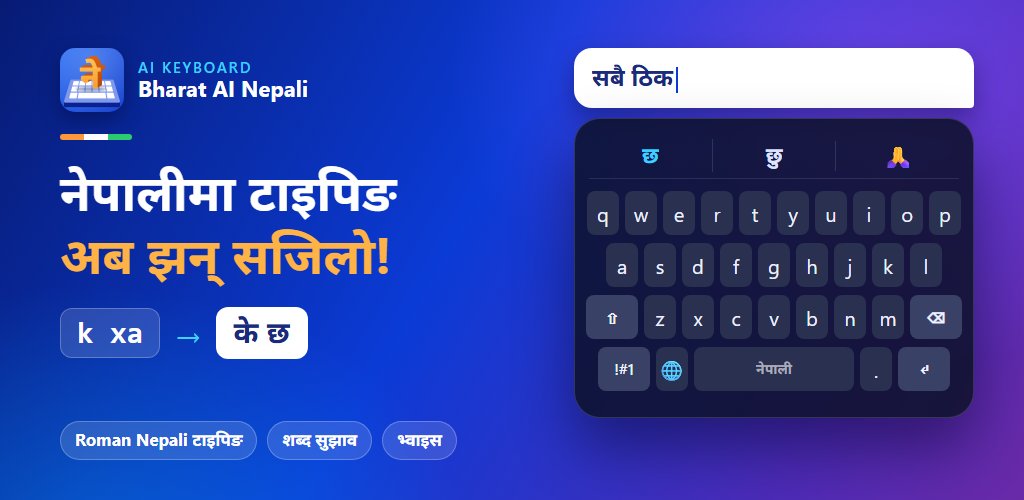 ने
AI KEYBOARD
Bharat AI Nepali
नेपालीमा टाइपिङ
अब झन् सजिलो!
k xa → के छ
Roman Nepali टाइपिङ शब्द सुझाव भ्वाइस
सबै ठिक
छ छु 🙏
q w e r t y u i o p
a s d f g h j k l
⇧ z x c v b n m ⌫
!#1 🌐 नेपाली . ↵